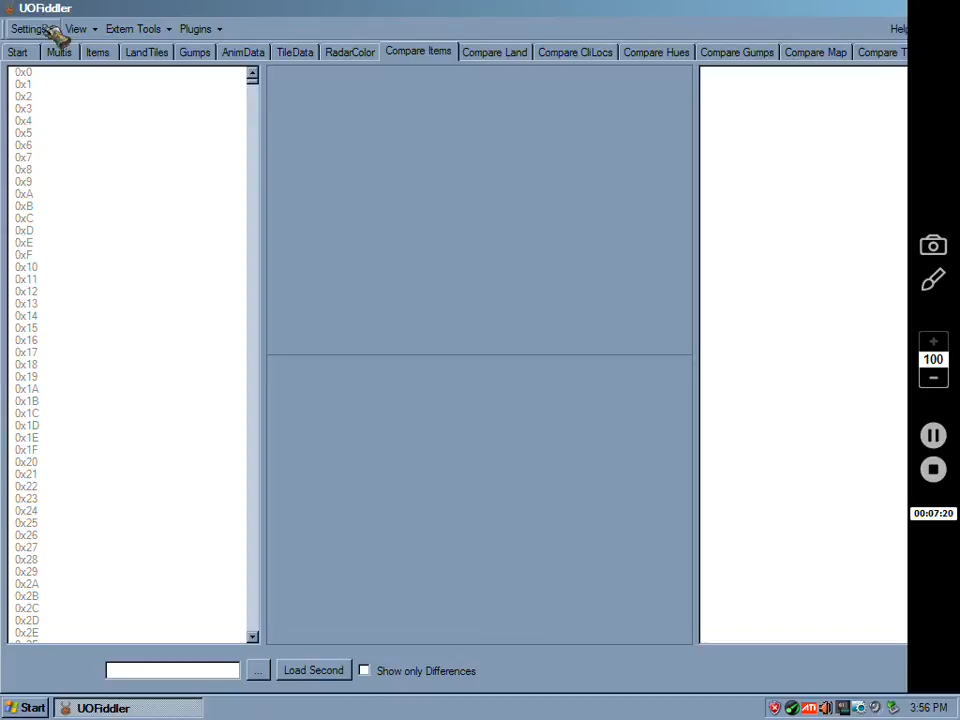 UOFiddler
Settings View Extern Tools Plugins Help
Start Multis Items LandTiles Gumps AnimData TileData RadarColor Compare Items Compare Land Compare CliLocs Compare Hues Compare Gumps Compare Map Compare T
0x0
0x1
0x2
0x3
0x4
0x5
0x6
0x7
0x8
0x9
0xA
0xB
0xC
0xD
0xE
0xF
0x10
0x11
0x12
0x13
0x14
0x15
0x16
0x17
0x18
0x19
0x1A
0x1B
0x1C
0x1D
0x1E
0x1F
0x20
0x21
0x22
0x23
0x24
0x25
0x26
0x27
0x28
0x29
0x2A
0x2B
0x2C
0x2D
0x2E
100
00:07:20
... Load Second Show only Differences
Start UOFiddler ATI 3:56 PM